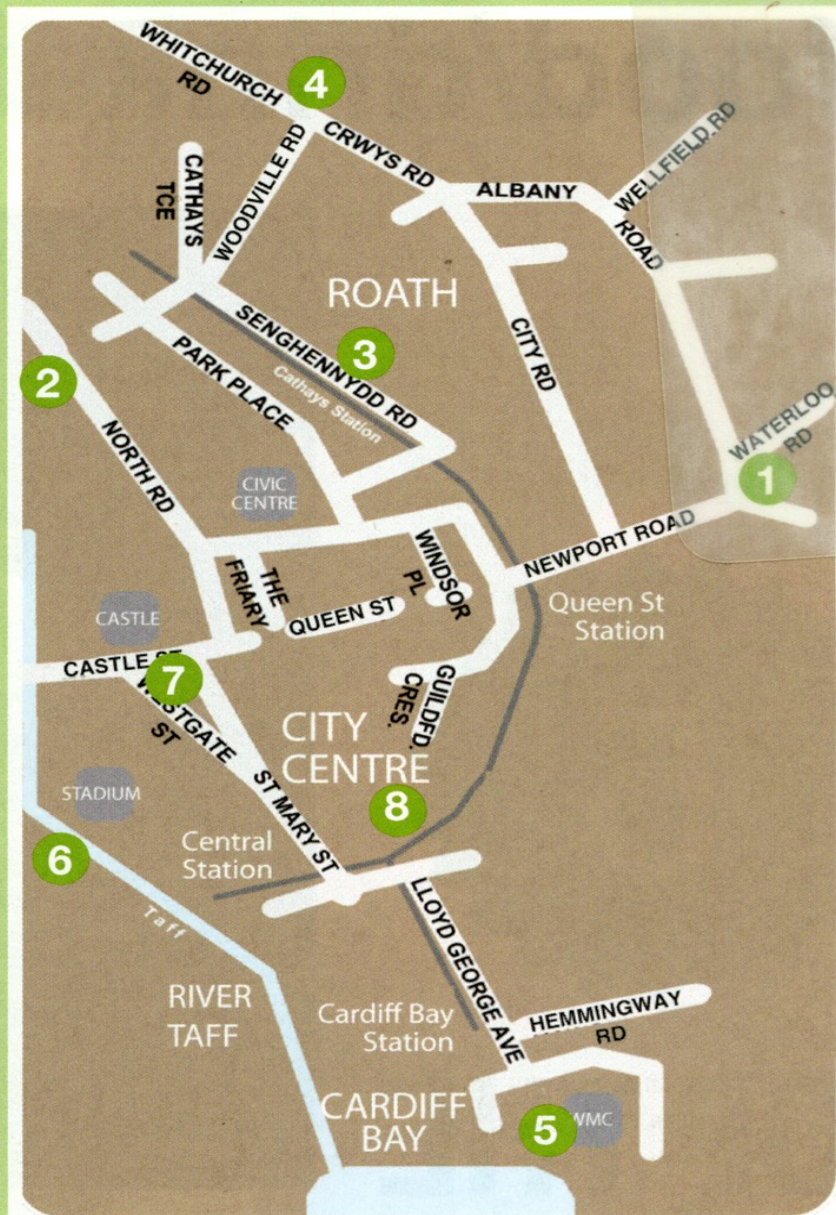 WHITCHURCH
RD
4
CRWYS RD
WELLFIELD RD
ALBANY
ROAD
CATHAYS
TCE
WOODVILLE RD
ROATH
SENGHENNYDD RD
3
Cathays Station
CITY RD
2
PARK PLACE
WATERLOO
RD
1
NORTH RD
CIVIC
CENTRE
NEWPORT ROAD
WINDSOR
PL
THE
FRIARY
QUEEN ST
Queen St
Station
CASTLE
CASTLE ST
7
WESTGATE
ST
GUILDFD.
CRES.
CITY
CENTRE
8
STADIUM
ST MARY ST
Central
Station
6
Taff
LLOYD GEORGE AVE
RIVER
TAFF
Cardiff Bay
Station
HEMMINGWAY
RD
CARDIFF
BAY
5
WMC